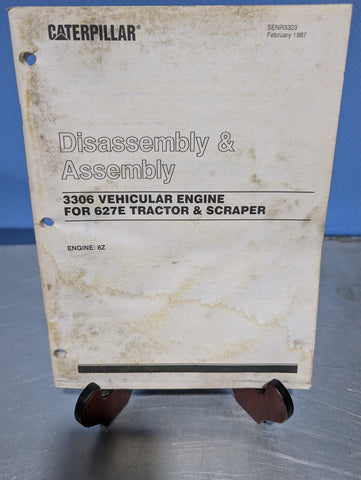 CATERPILLAR®
SENR3323
February 1987
Disassembly &
Assembly
3306 VEHICULAR ENGINE
FOR 627E TRACTOR & SCRAPER
ENGINE: 8Z